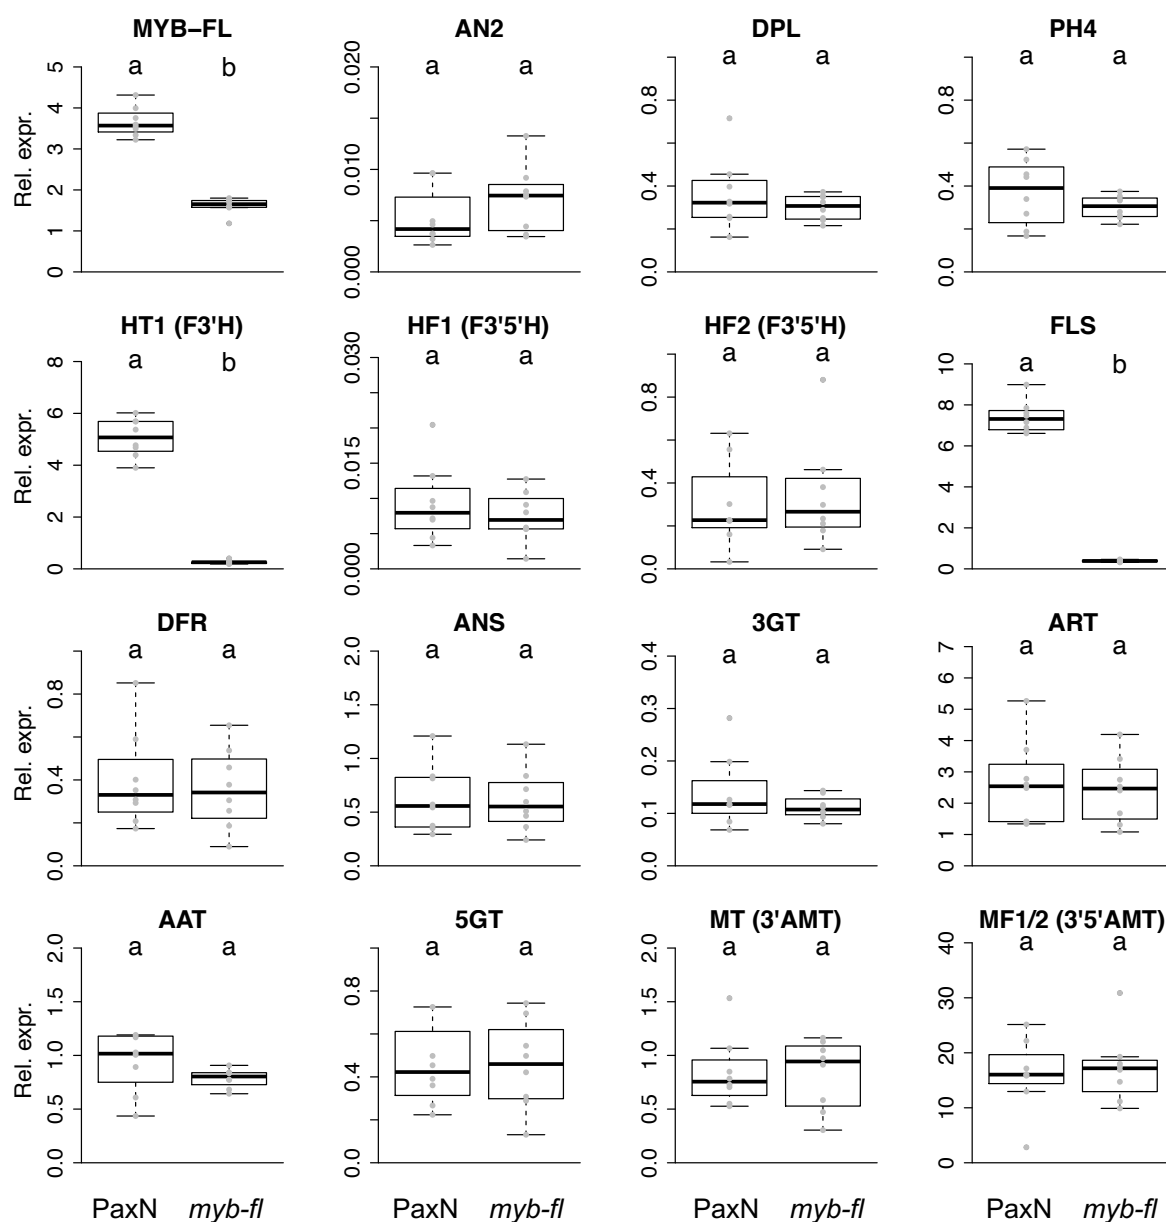 MYB–FL AN2 DPL PH4
a b a a a a a a
Rel. expr. 0 1 2 3 4 5 0.000 0.010 0.020 0.0 0.4 0.8 0.0 0.4 0.8
HT1 (F3'H) HF1 (F3'5'H) HF2 (F3'5'H) FLS
a b a a a a a b
Rel. expr. 0 2 4 6 8 0.000 0.015 0.030 0.0 0.4 0.8 0 2 4 6 8 10
DFR ANS 3GT ART
a a a a a a a a
Rel. expr. 0.0 0.4 0.8 0.0 0.5 1.0 1.5 2.0 0.0 0.1 0.2 0.3 0.4 0 1 2 3 4 5 6 7
AAT 5GT MT (3'AMT) MF1/2 (3'5'AMT)
a a a a a a a a
Rel. expr. 0.0 0.5 1.0 1.5 2.0 0.0 0.4 0.8 0.0 0.5 1.0 1.5 2.0 0 10 20 30 40
PaxN myb-fl PaxN myb-fl PaxN myb-fl PaxN myb-fl